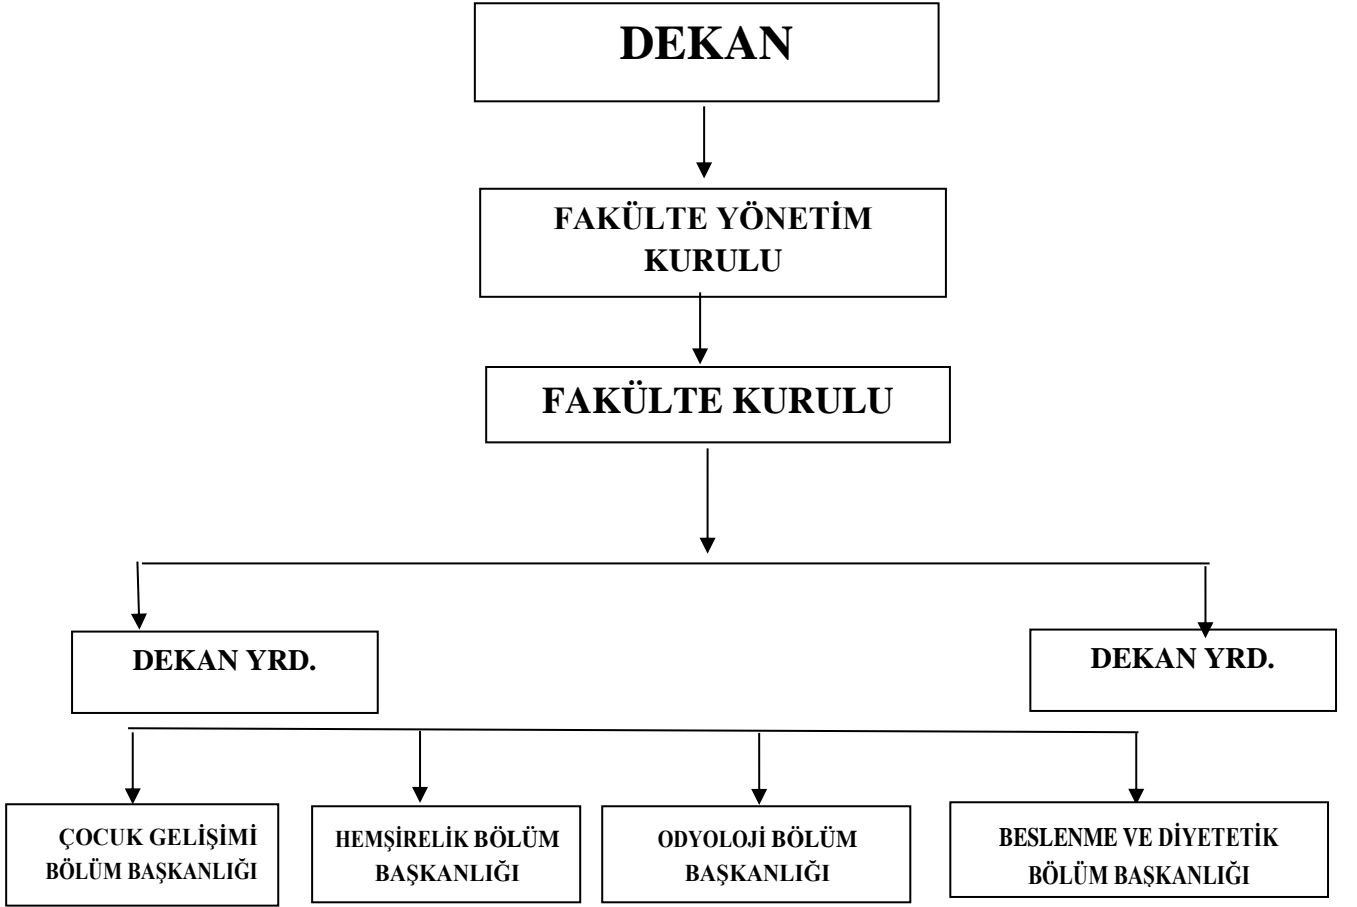 DEKAN
FAKÜLTE YÖNETİM
KURULU
FAKÜLTE KURULU
DEKAN YRD.
DEKAN YRD.
ÇOCUK GELİŞİMİ
BÖLÜM BAŞKANLIĞI
HEMŞİRELİK BÖLÜM
BAŞKANLIĞI
ODYOLOJİ BÖLÜM
BAŞKANLIĞI
BESLENME VE DİYETETİK
BÖLÜM BAŞKANLIĞI